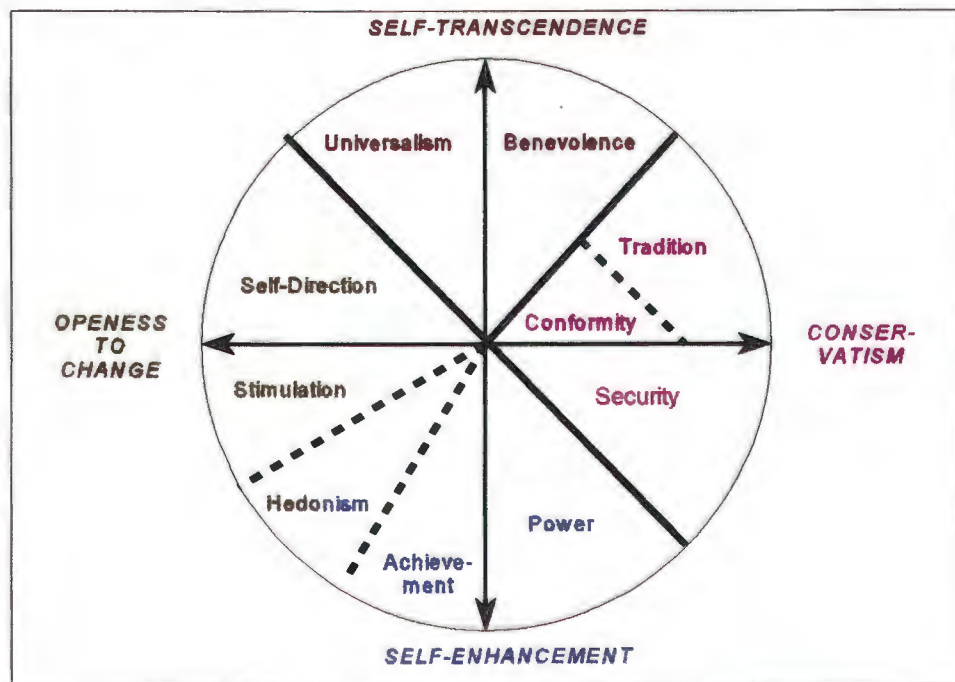 SELF-TRANSCENDENCE
Universalism
Benevolence
Tradition
Self-Direction
Conformity
OPENESS
TO
CHANGE
CONSER-
VATISM
Stimulation
Security
Hedonism
Power
Achieve-
ment
SELF-ENHANCEMENT